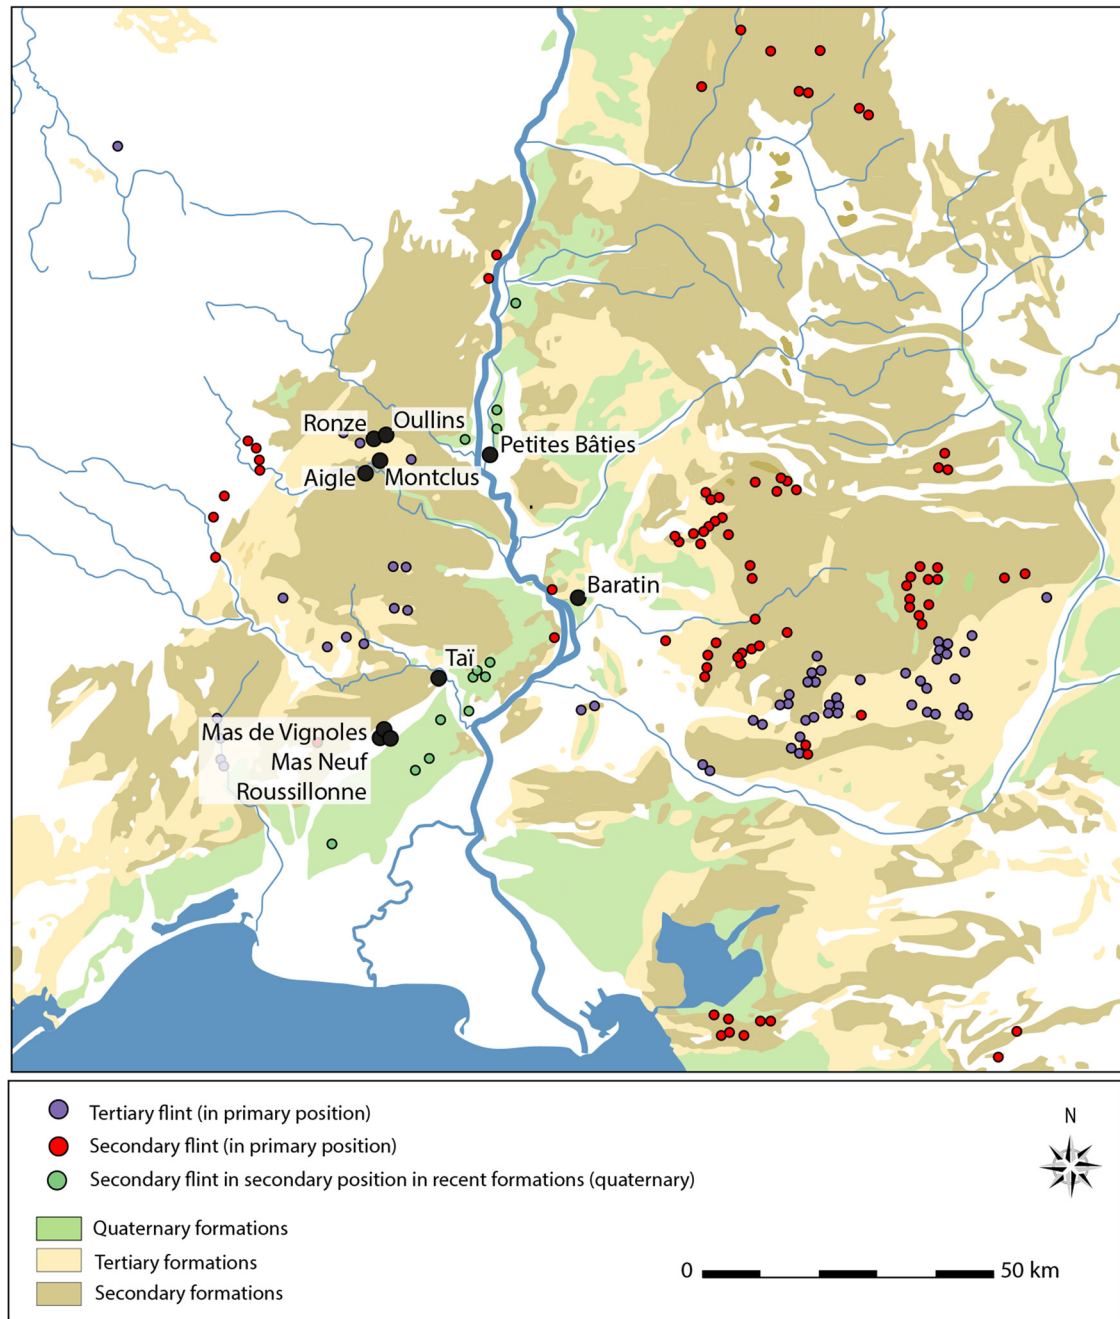 Ronze
Oullins
Petites Bâties
Aigle
Montclus
Baratin
Taï
Mas de Vignoles
Mas Neuf
Roussillonne
Tertiary flint (in primary position)
Secondary flint (in primary position)
Secondary flint in secondary position in recent formations (quaternary)
Quaternary formations
Tertiary formations
Secondary formations
N
0 50 km